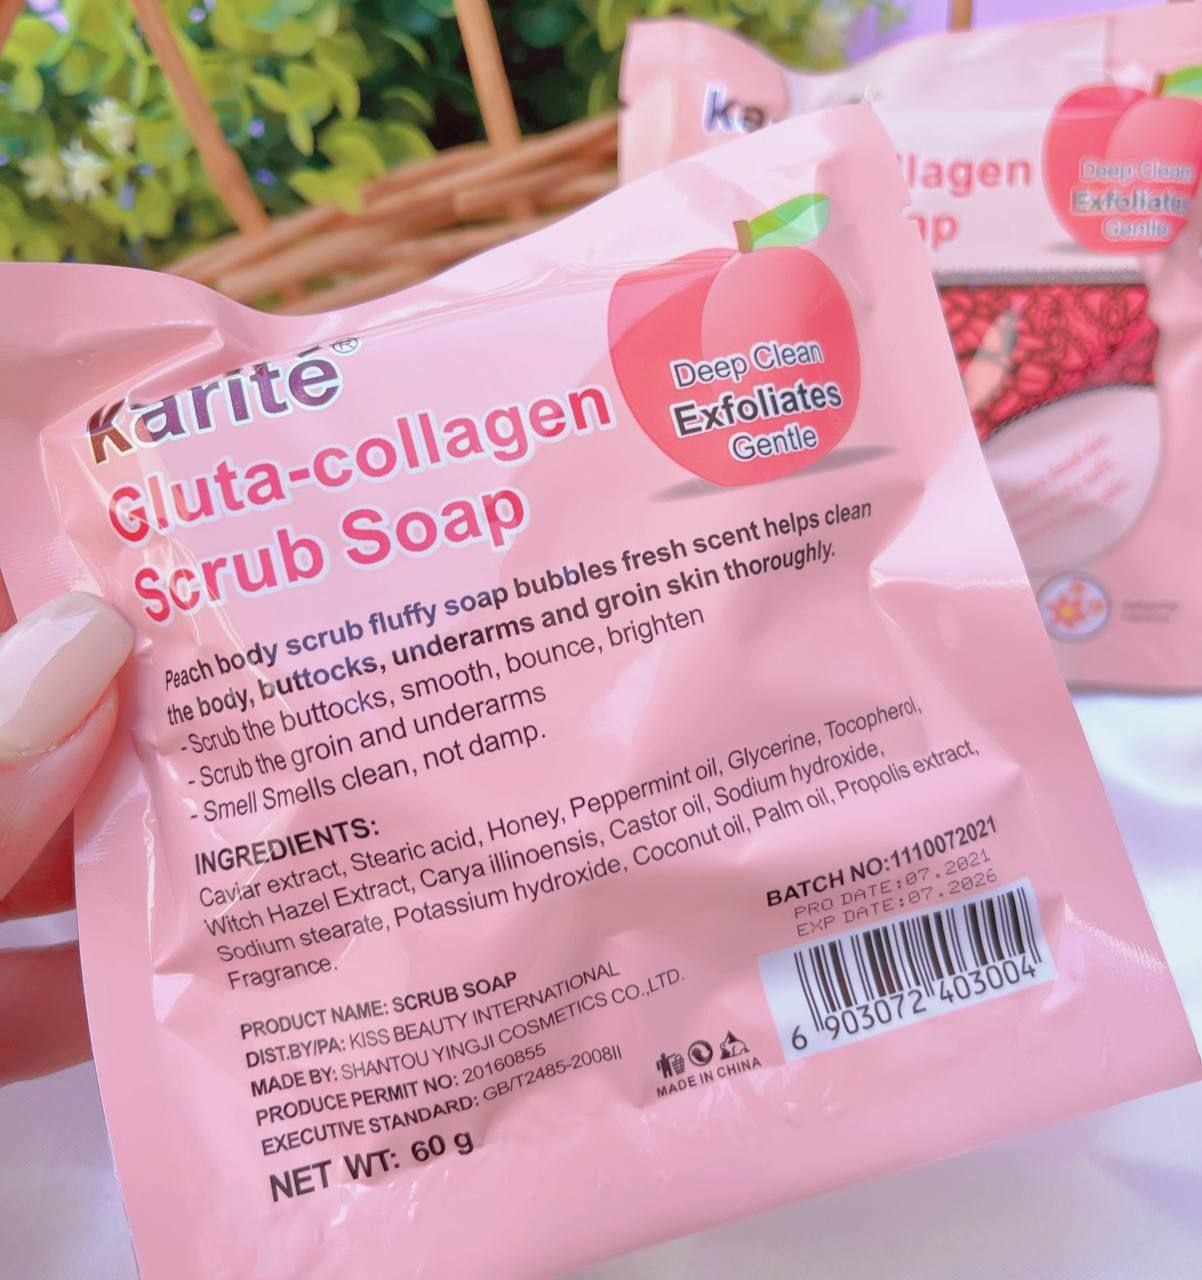 karité®
Gluta-collagen
Scrub Soap
Deep Clean
Exfoliates
Gentle
Peach body scrub fluffy soap bubbles fresh scent helps clean
the body, buttocks, underarms and groin skin thoroughly.
- Scrub the buttocks, smooth, bounce, brighten
- Scrub the groin and underarms
- Smell Smells clean, not damp.
INGREDIENTS:
Caviar extract, Stearic acid, Honey, Peppermint oil, Glycerine, Tocopherol,
Witch Hazel Extract, Carya illinoensis, Castor oil, Sodium hydroxide,
Sodium stearate, Potassium hydroxide, Coconut oil, Palm oil, Propolis extract,
Fragrance.
BATCH NO:1110072021
PRO DATE:07.2021
EXP DATE:07.2026
6 903072 403004
PRODUCT NAME: SCRUB SOAP
DIST.BY/PA: KISS BEAUTY INTERNATIONAL
MADE BY: SHANTOU YINGJI COSMETICS CO.,LTD.
PRODUCE PERMIT NO: 20160855
EXECUTIVE STANDARD: GB/T2485-2008II
NET WT: 60 g
MADE IN CHINA
ka
llagen
ap
Deep Clean
Exfoliates
Gentle